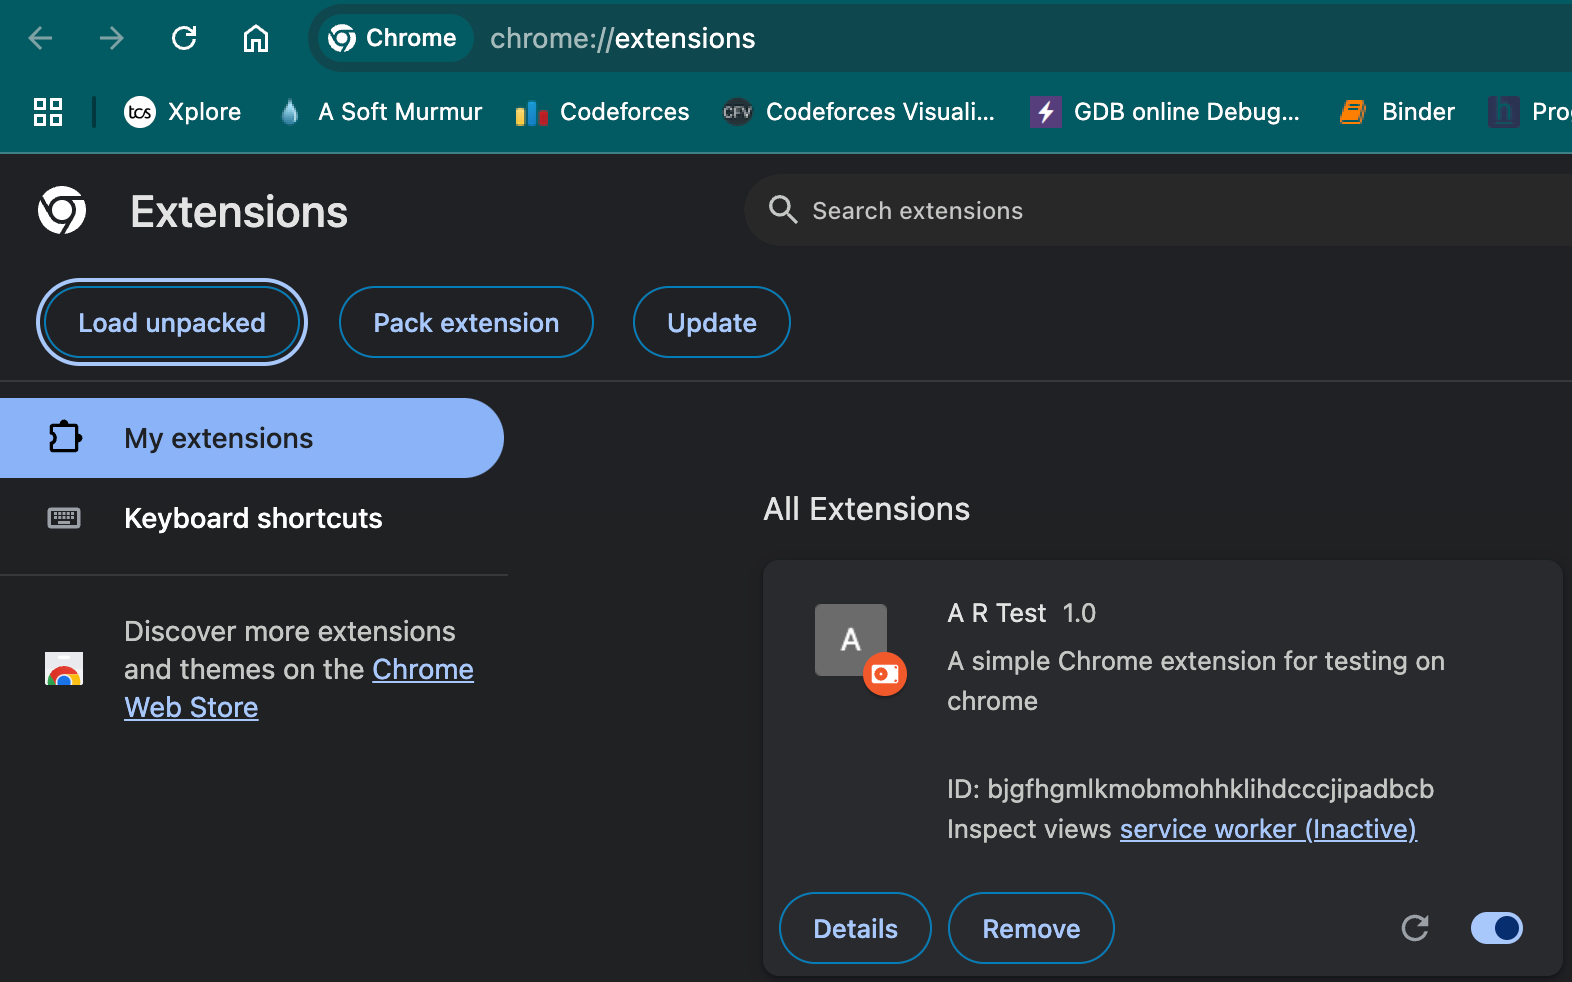 Chrome chrome://extensions
tcs Xplore A Soft Murmur Codeforces CFV Codeforces Visuali... GDB online Debug... Binder h Pro
Extensions
Search extensions
Load unpacked Pack extension Update
My extensions
Keyboard shortcuts
Discover more extensions
and themes on the Chrome
Web Store
All Extensions
A
A R Test 1.0
A simple Chrome extension for testing on
chrome
ID: bjgfhgmlkmobmohhklihdcccjipadbcb
Inspect views service worker (Inactive)
Details Remove